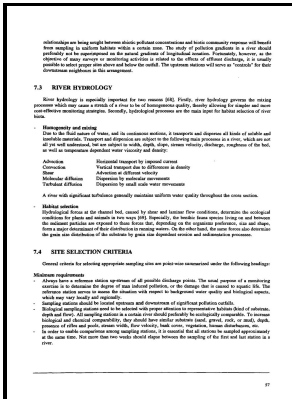 relationships are being sought between abiotic pollutant concentrations and biotic community response will benefit
from sampling in uniform habitats within a certain zone. The study of pollution gradients in a river should
preferably not be superimposed on the natural gradients of longitudinal zonation. Fortunately, however, as the
objective of many surveys or monitoring activities is related to the effects of effluent discharge, it is usually
possible to select proper sites above and below the outfall. The upstream stations will serve as "controls" for their
downstream neighbours in this arrangement.
7.3 RIVER HYDROLOGY
River hydrology is especially important for two reasons [68]. Firstly, river hydrology governs the mixing
processes which may cause a stretch of a river to be of homogeneous quality, thereby allowing for simpler and more
cost-effective monitoring strategies. Secondly, hydrological processes are the main input for habitat selection of river
biota.
- Homogeneity and mixing
Due to the fluid nature of water, and its continuous motions, it transports and disperses all kinds of soluble and
insoluble materials. Transport and dispersion are subject to the following main processes in a river, which are not
all yet well understood, but are subject to width, depth, slope, stream velocity, discharge, roughness of the bed,
as well as temperature dependent water viscosity and density:
Advection Horizontal transport by imposed current
Convection Vertical transport due to differences in density
Shear Advection at different velocity
Molecular diffusion Dispersion by molecular movements
Turbulent diffusion Dispersion by small scale water movements
A river with significant turbulence generally maintains uniform water quality throughout the cross section.
- Habitat selection
Hydrological forces at the channel bed, caused by shear and laminar flow conditions, determine the ecological
conditions for plants and animals in two ways [68]. Especially, the benthic fauna species living on and between
the sediment particles are exposed to these forces that, depending on the organisms preference, size and shape,
form a major determinant of their distribution in running waters. On the other hand, the same forces also determine
the grain size distribution of the substrate by grain size dependent erosion and sedimentation processes.
7.4 SITE SELECTION CRITERIA
General criteria for selecting appropriate sampling sites are point-wise summarized under the following headings:
Minimum requirements
- Always have a reference station up-stream of all possible discharge points. The usual purpose of a monitoring
exercise is to determine the degree of man induced pollution, or the damage that is caused to aquatic life. The
reference station serves to assess the situation with respect to background water quality and biological aspects,
which may vary locally and regionally.
- Sampling stations should be located upstream and downstream of significant pollution outfalls.
- Biological sampling stations need to be selected with proper attention to representative habitats (kind of substrate,
depth and flow). All sampling stations in a certain river should preferably be ecologically comparable. To increase
biological and chemical comparability, they should have similar substrate (sand, gravel, rock, or mud), depth,
presence of riffles and pools, stream width, flow velocity, bank cover, vegetation, human disturbances, etc.
- In order to enable comparison among sampling stations, it is essential that all stations be sampled approximately
at the same time. Not more than two weeks should elapse between the sampling of the first and last station in a
river.
57